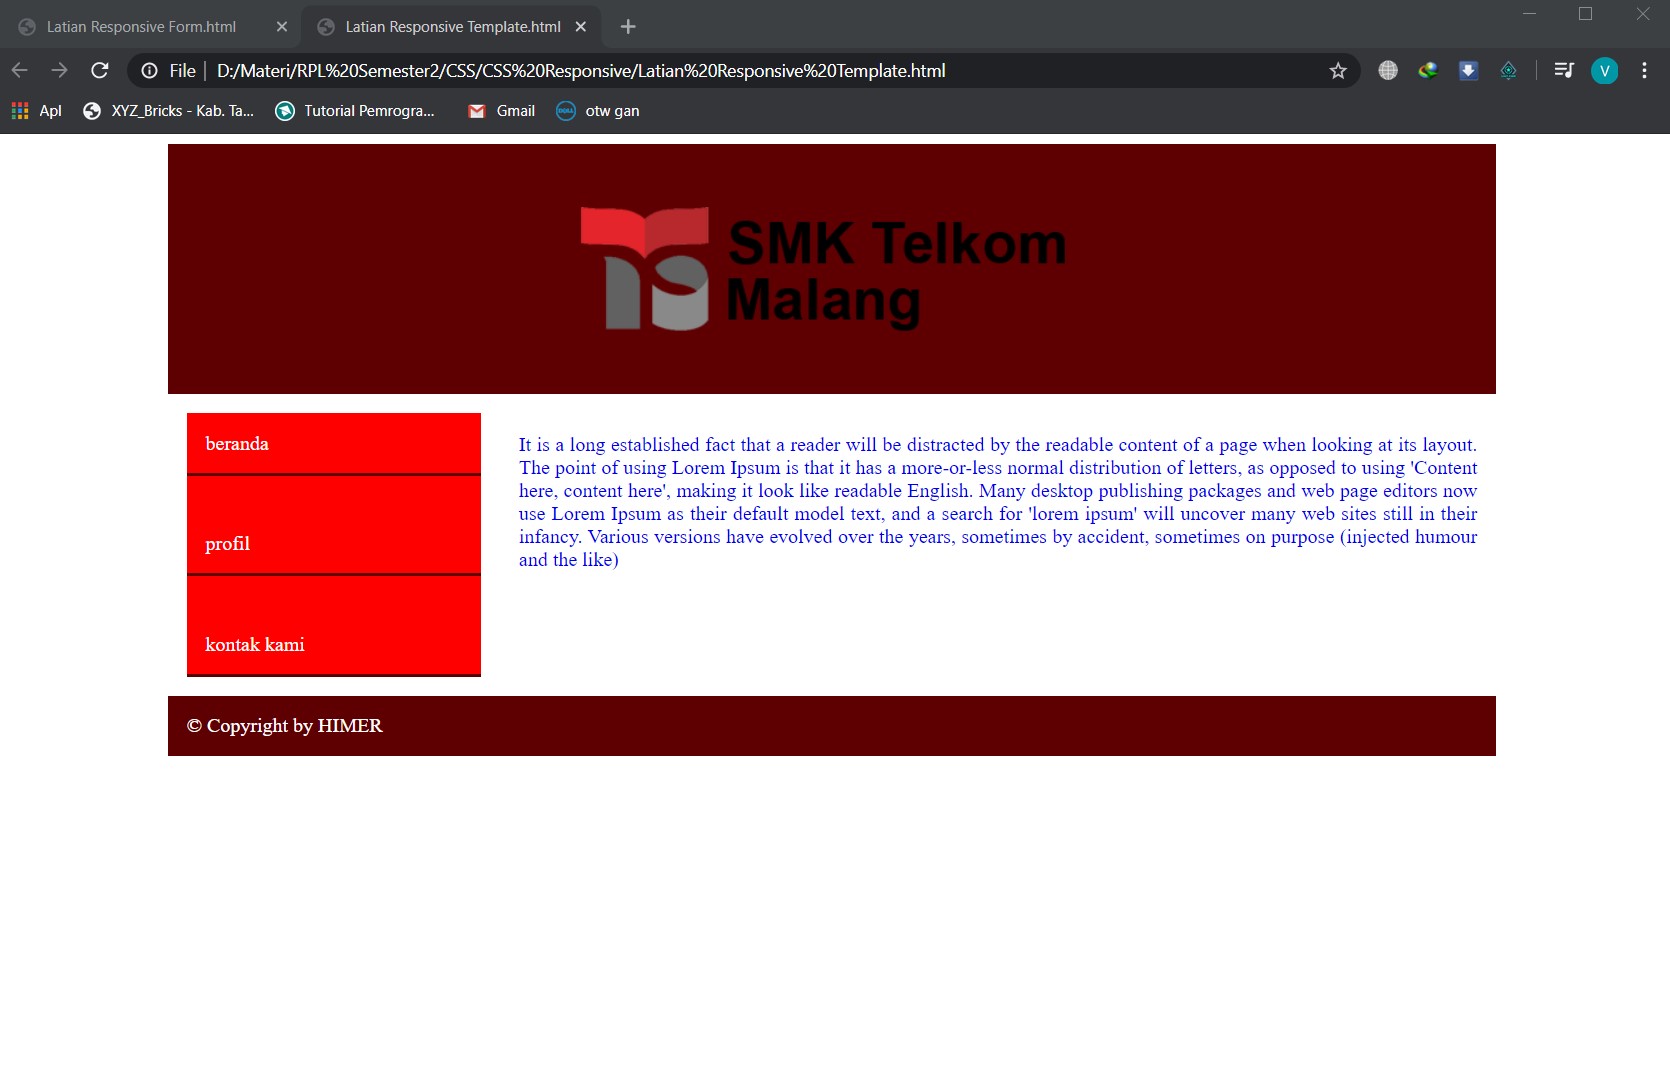 Latian Responsive Form.html
Latian Responsive Template.html
File
D:/Materi/RPL%20Semester2/CSS/CSS%20Responsive/Latian%20Responsive%20Template.html
V
Apl
XYZ_Bricks - Kab. Ta...
Tutorial Pemrogra...
Gmail
otw gan
SMK Telkom
Malang
beranda
profil
kontak kami
It is a long established fact that a reader will be distracted by the readable content of a page when looking at its layout.
The point of using Lorem Ipsum is that it has a more-or-less normal distribution of letters, as opposed to using 'Content
here, content here', making it look like readable English. Many desktop publishing packages and web page editors now
use Lorem Ipsum as their default model text, and a search for 'lorem ipsum' will uncover many web sites still in their
infancy. Various versions have evolved over the years, sometimes by accident, sometimes on purpose (injected humour
and the like)
© Copyright by HIMER